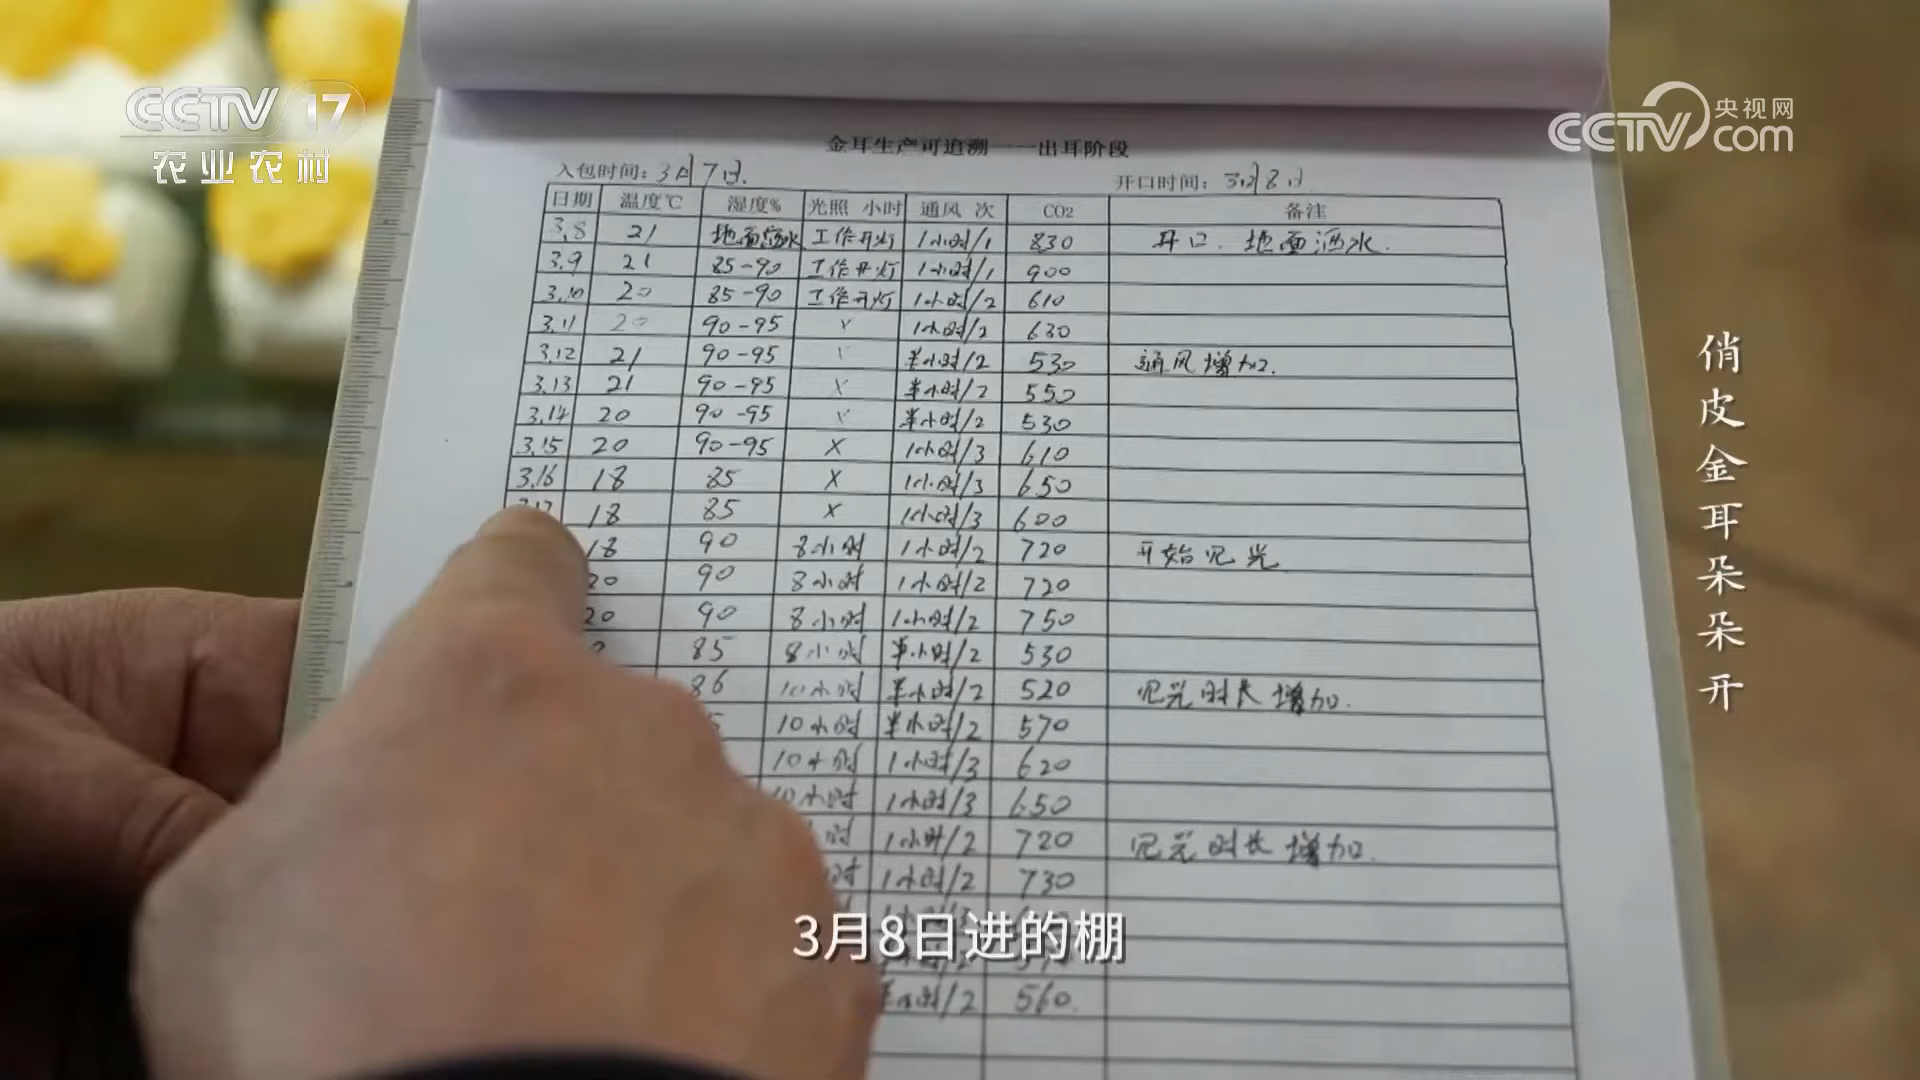 CCTV 17
农业农村
CCTV 央视网
com
金耳生产可追溯——出耳阶段
入包时间:3月7日. 开口时间:3月8日
日期 温度℃ 湿度% 光照 小时 通风 次 CO2 备注
3.8 21 地面洒水 工作开灯 1小时/1 830 开口、地面洒水.
3.9 21 85-90 工作开灯 1小时/1 900
3.10 20 85-90 工作开灯 1小时/2 610
3.11 20 90-95 1小时/2 630
3.12 21 90-95 半小时/2 530 通风增加.
3.13 21 90-95 X 半小时/2 550
3.14 20 90-95 X 半小时/2 530
3.15 20 90-95 X 1小时/3 610
3.16 18 85 X 1小时/3 650
18 85 X 1小时/3 600
18 90 8小时 1小时/2 720 开始见光
20 90 8小时 1小时/2 720
20 90 8小时 1小时/2 750
85 8小时 半小时/2 530
86 10小时 半小时/2 520 见光时长增加.
10小时 半小时/2 570
10小时 1小时/3 620
10小时 1小时/3 650
小时 1小时/2 720 见光时长增加.
时 1小时/2 730
半小时/2 560.
俏皮金耳朵朵开
3月8日进的棚